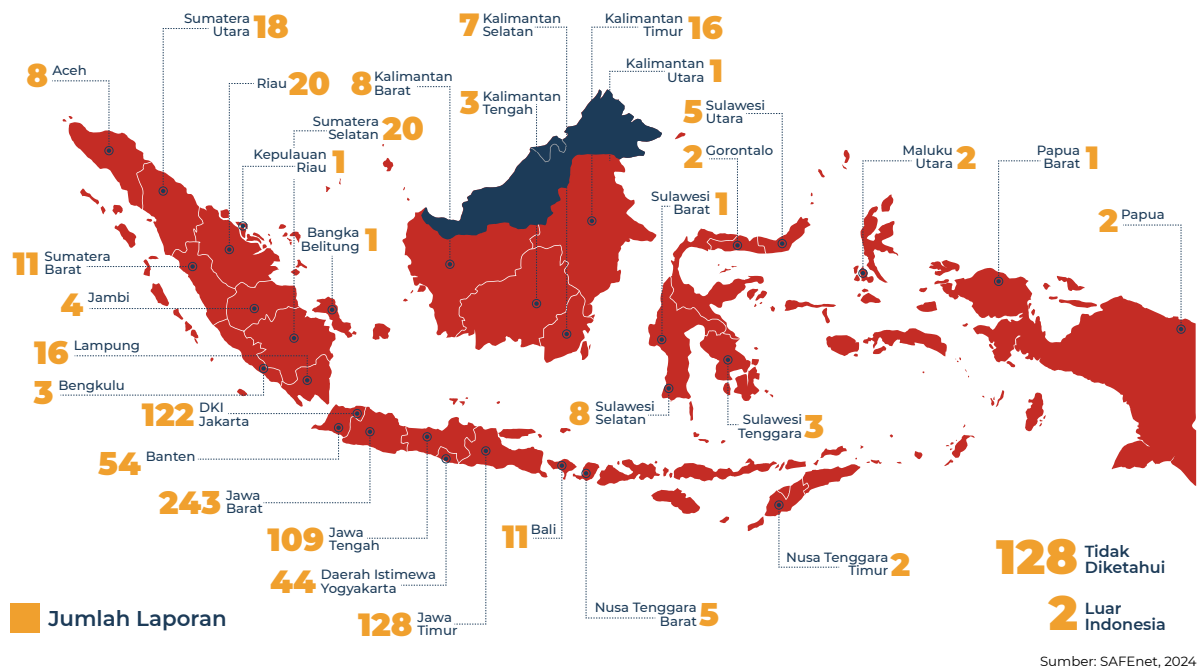 Sumatera
Utara 18
7 Kalimantan
Selatan
Kalimantan
Timur 16
8 Aceh
Riau 20
8 Kalimantan
Barat
Kalimantan
Utara 1
3 Kalimantan
Tengah
5 Sulawesi
Utara
Sumatera
Selatan 20
Kepulauan
Riau 1
2 Gorontalo
Maluku
Utara 2
Papua
Barat 1
Sulawesi
Barat 1
2 Papua
Bangka
Belitung 1
11 Sumatera
Barat
4 Jambi
16 Lampung
3 Bengkulu
122 DKI
Jakarta
8 Sulawesi
Selatan
Sulawesi
Tenggara 3
54 Banten
243 Jawa
Barat
109 Jawa
Tengah
11 Bali
44 Daerah Istimewa
Yogyakarta
Nusa Tenggara
Timur 2
128 Tidak
Diketahui
128 Jawa
Timur
Nusa Tenggara
Barat 5
2 Luar
Indonesia
Jumlah Laporan
Sumber: SAFEnet, 2024